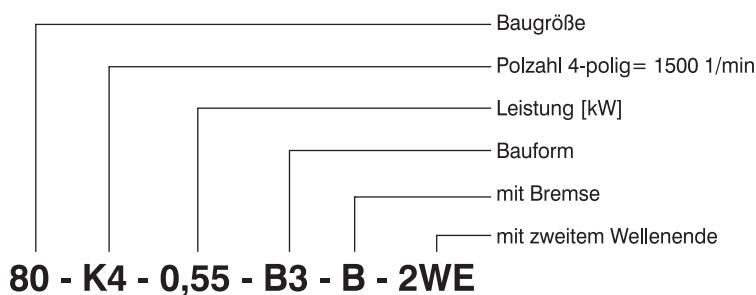 Baugröße
Polzahl 4-polig= 1500 1/min
Leistung [kW]
Bauform
mit Bremse
mit zweitem Wellenende
80 - K4 - 0,55 - B3 - B - 2WE